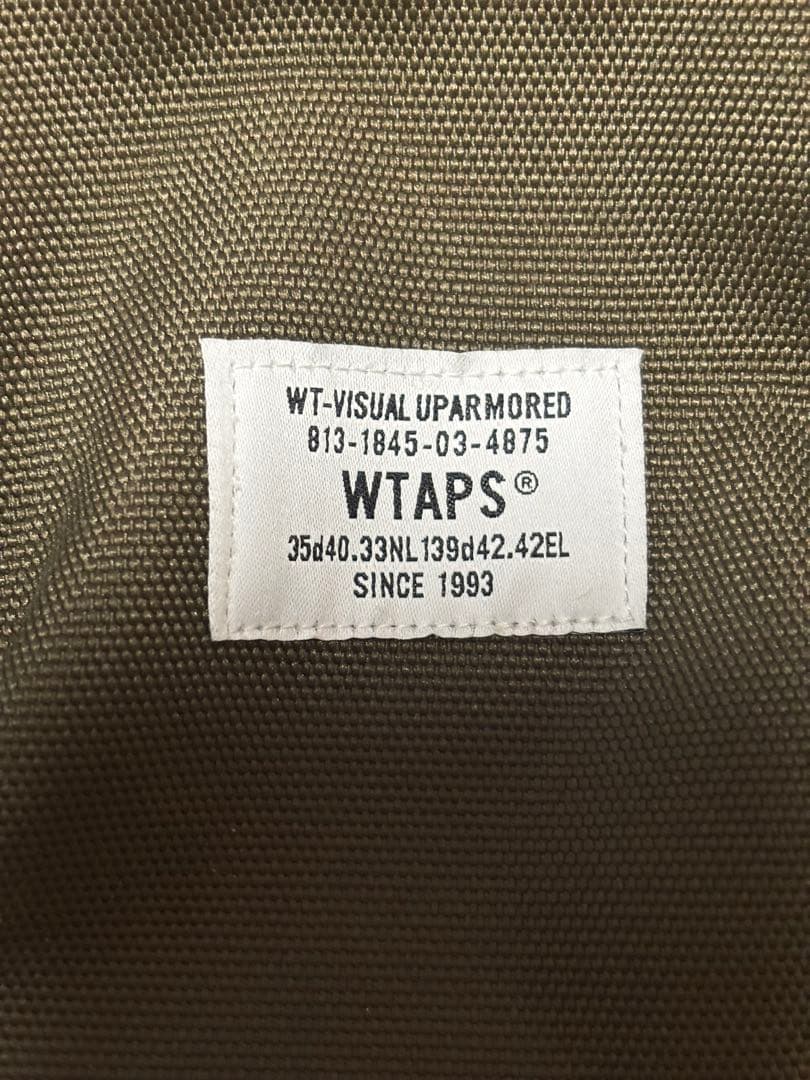 WT-VISUAL UPARMORED
813-1845-03-4875
WTAPS®
35d40.33NL139d42.42EL
SINCE 1993